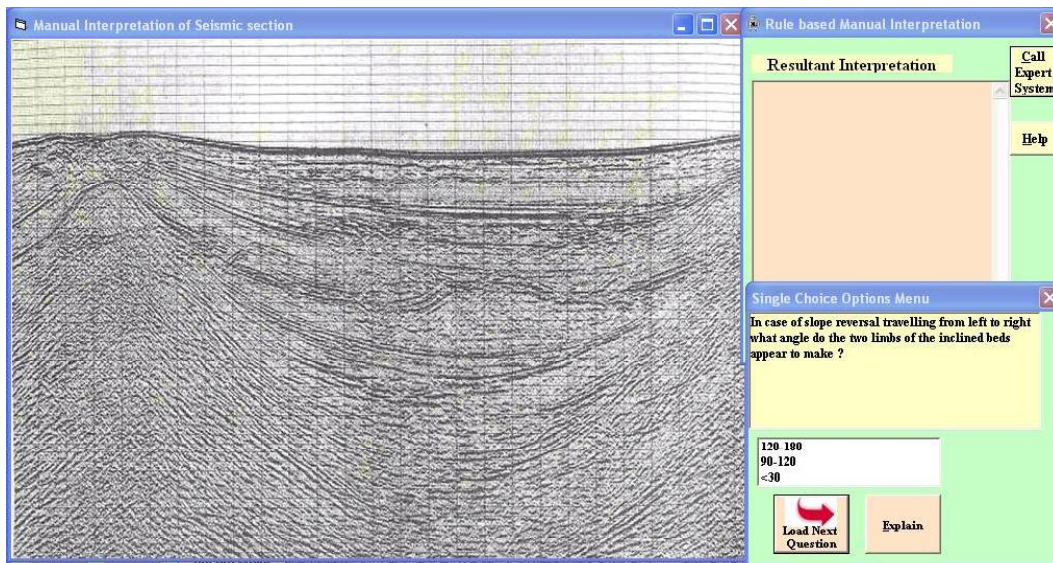 Manual Interpretation of Seismic section
Rule based Manual Interpretation
Resultant Interpretation
Call
Expert
System
Help
Single Choice Options Menu
In case of slope reversal travelling from left to right
what angle do the two limbs of the inclined beds
appear to make ?
120-180
90-120
<30
Load Next
Question
Explain